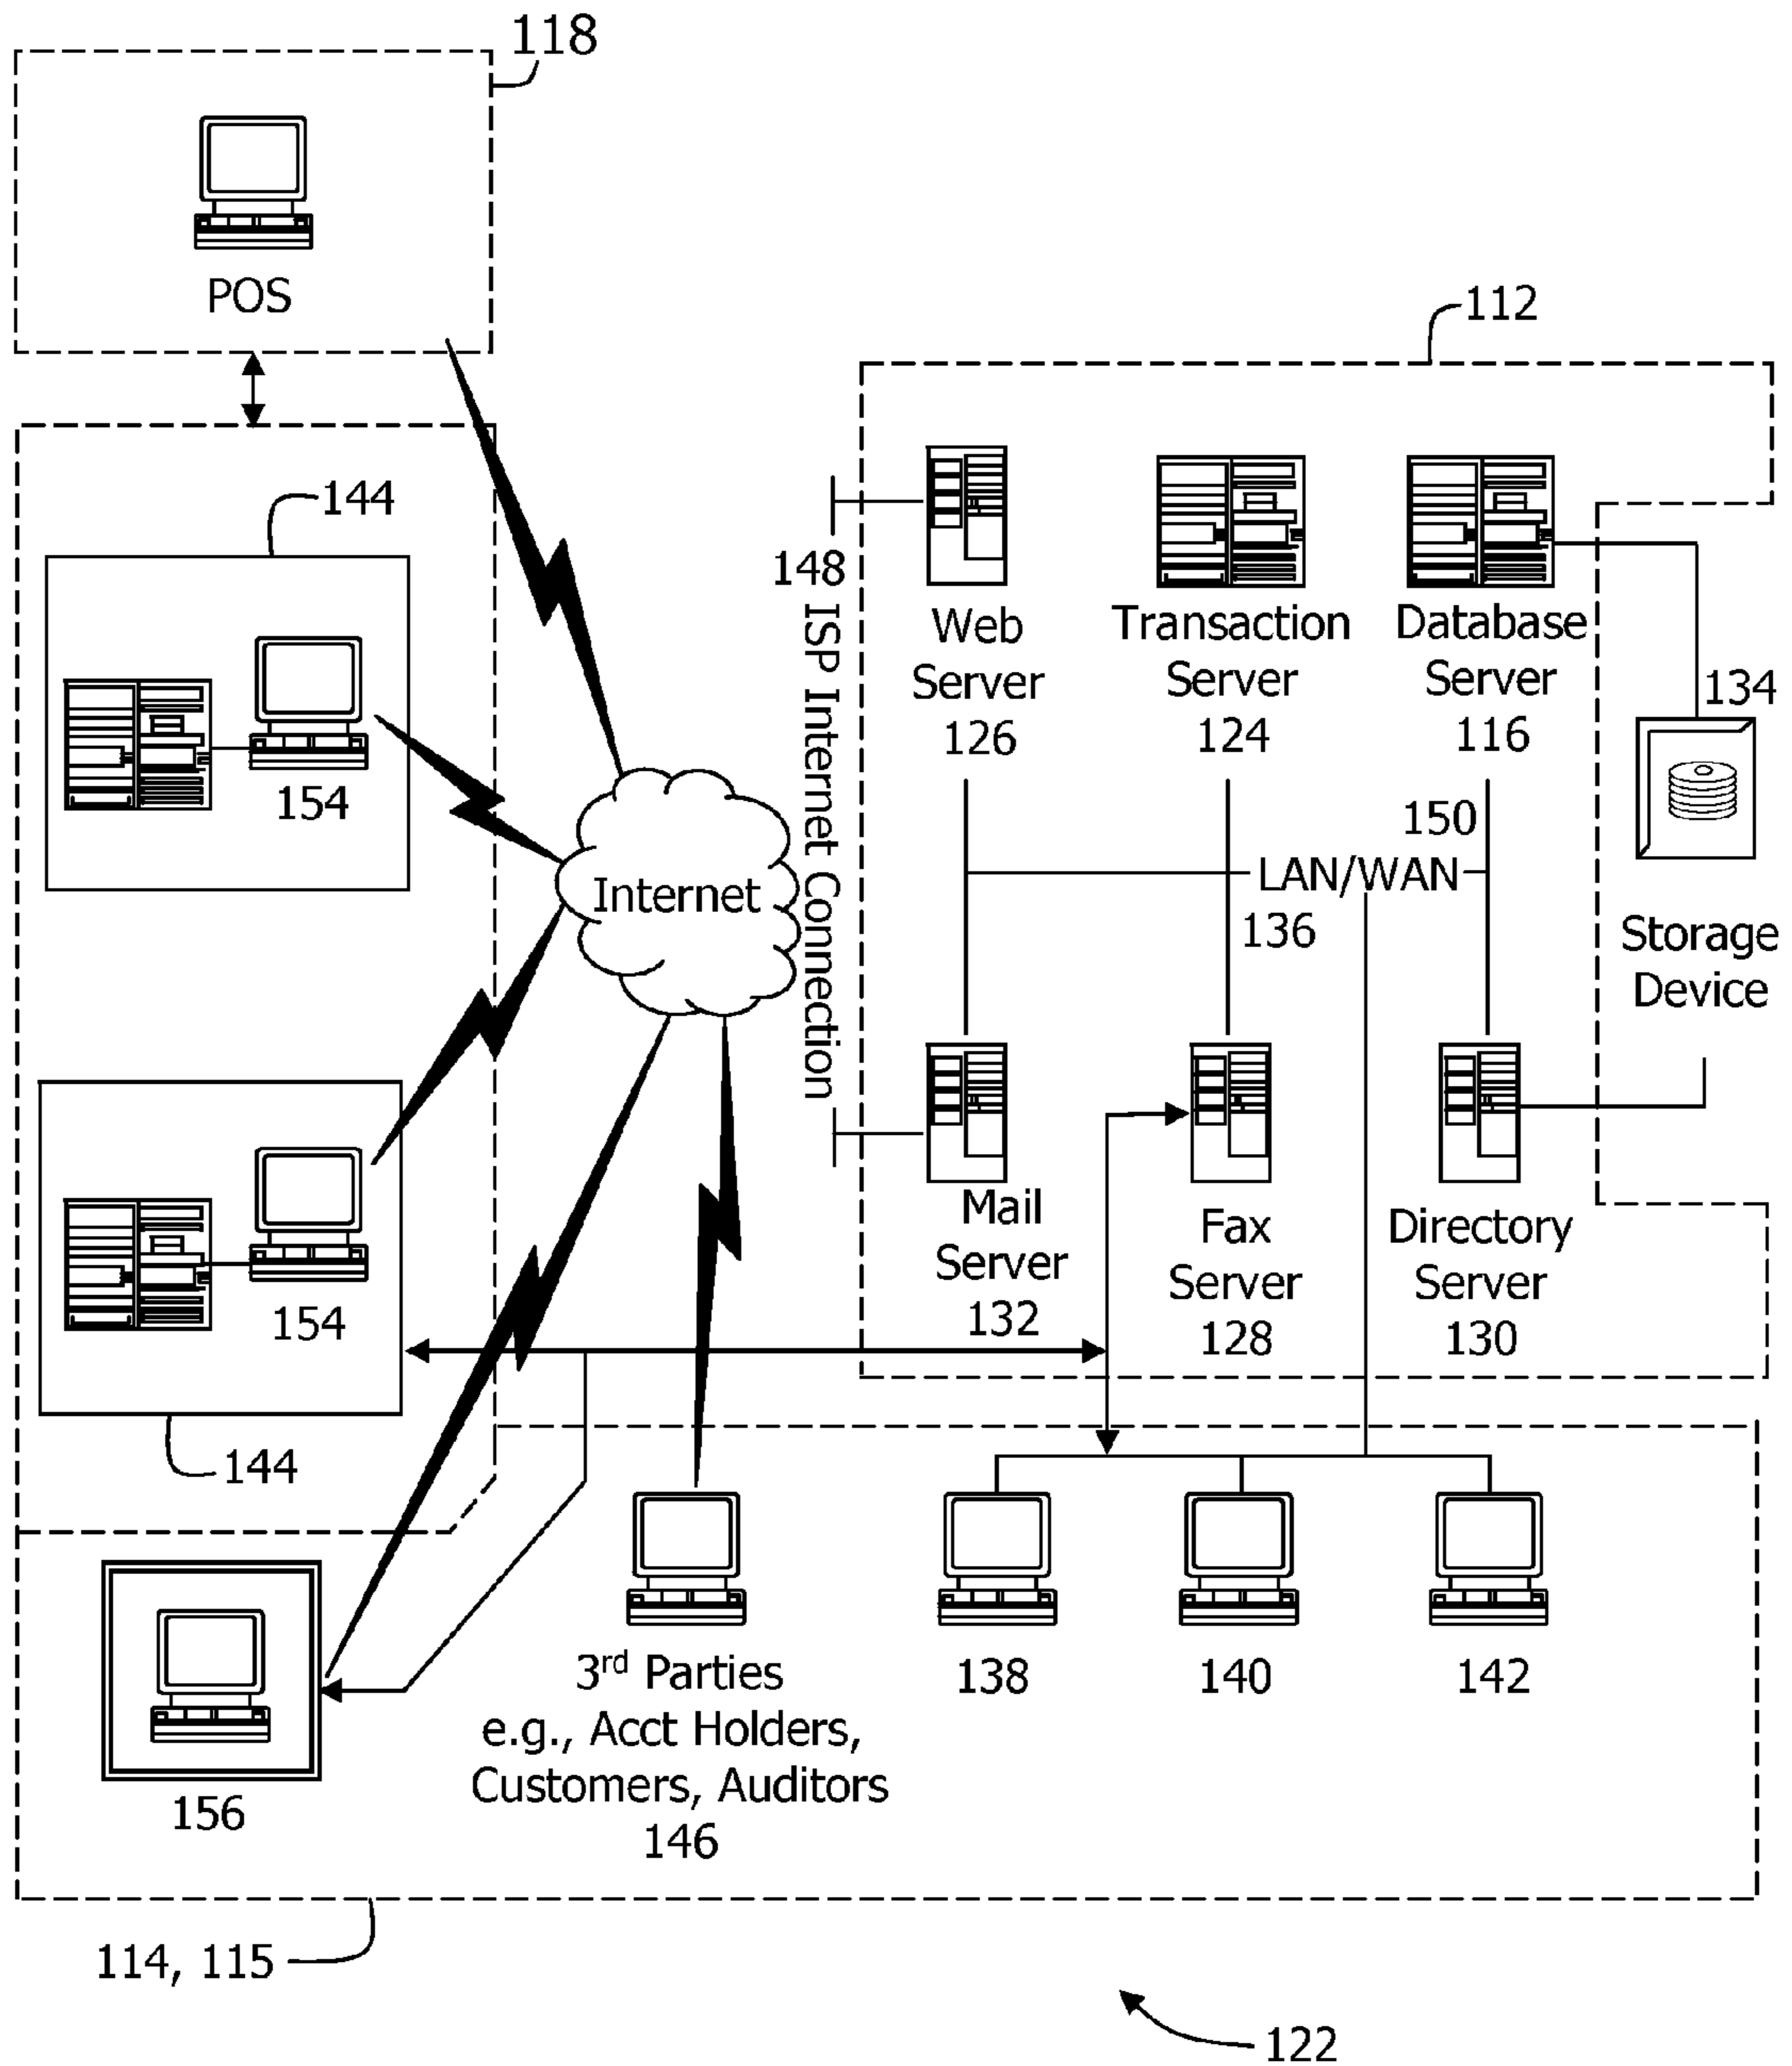 118
POS
112
144
148
ISP Internet Connection
Web
Server
126
Transaction
Server
124
Database
Server
116
134
154
150
LAN/WAN
136
Internet
Storage
Device
Mail
Server
132
Fax
Server
128
Directory
Server
130
154
144
138
140
142
3rd Parties
e.g., Acct Holders,
Customers, Auditors
146
156
114, 115
122